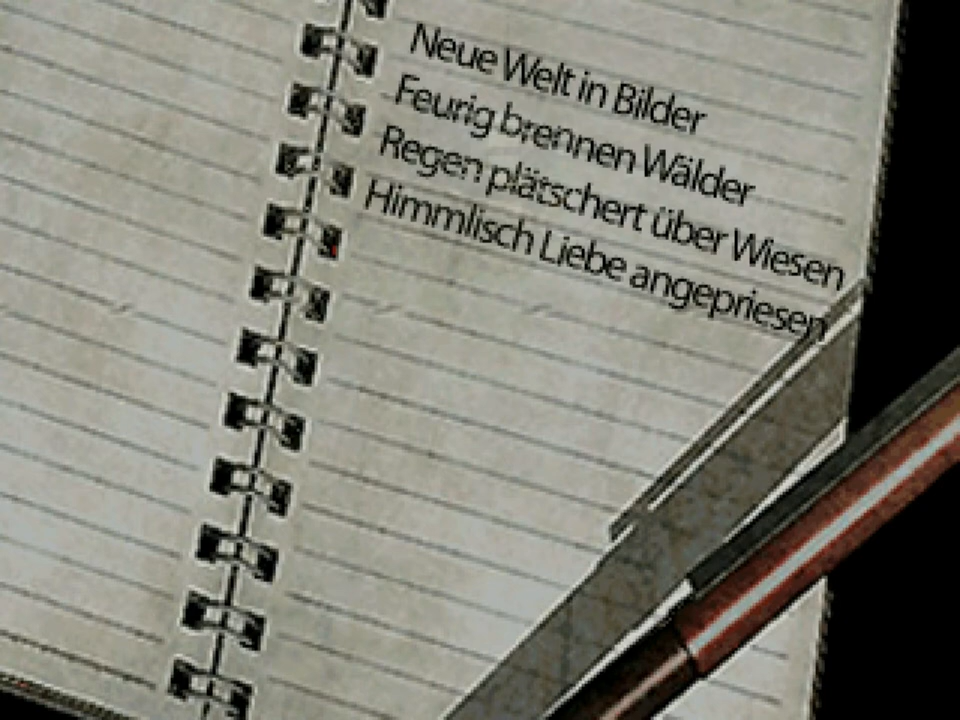 Neue Welt in Bilder
Feurig brennen Wälder
Regen plätschert über Wiesen
Himmlisch Liebe angepriesen